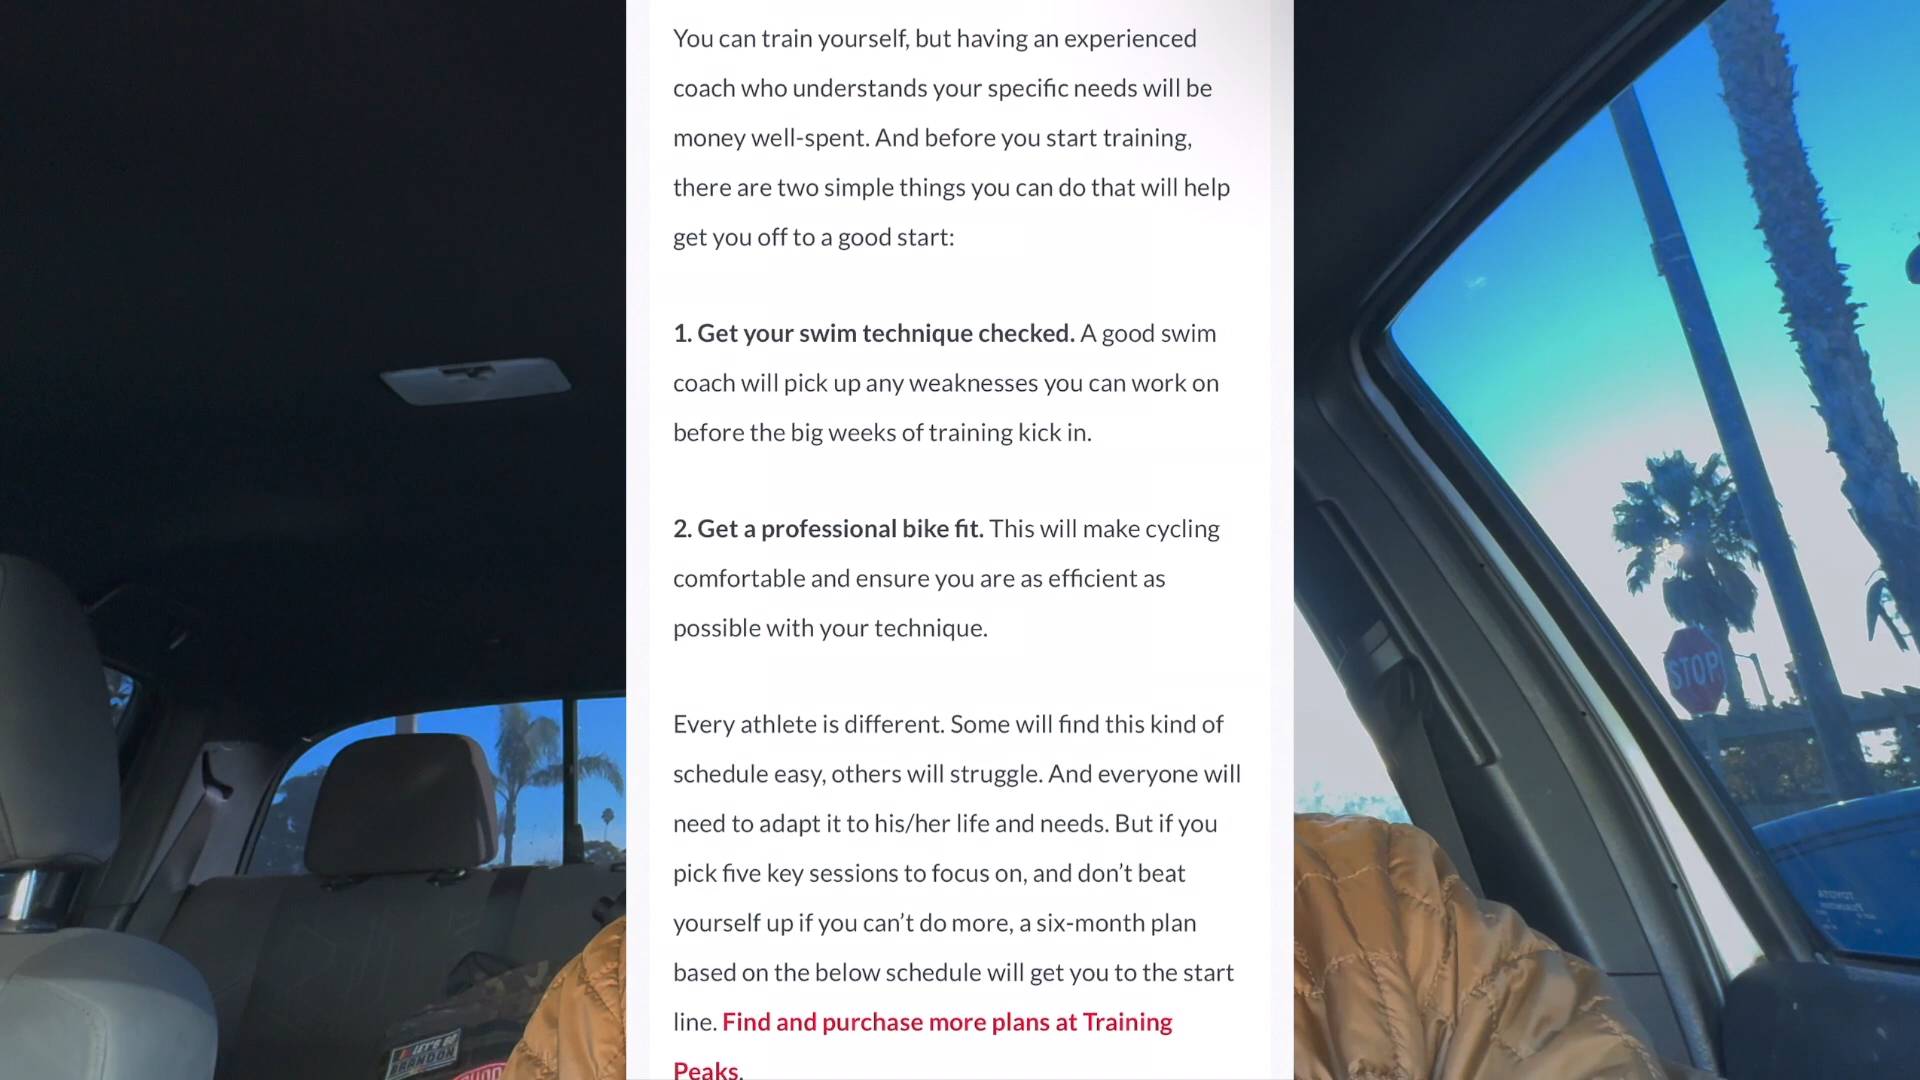 You can train yourself, but having an experienced
coach who understands your specific needs will be
money well-spent. And before you start training,
there are two simple things you can do that will help
get you off to a good start:
1. Get your swim technique checked. A good swim
coach will pick up any weaknesses you can work on
before the big weeks of training kick in.
2. Get a professional bike fit. This will make cycling
comfortable and ensure you are as efficient as
possible with your technique.
Every athlete is different. Some will find this kind of
schedule easy, others will struggle. And everyone will
need to adapt it to his/her life and needs. But if you
pick five key sessions to focus on, and don’t beat
yourself up if you can’t do more, a six-month plan
based on the below schedule will get you to the start
line. Find and purchase more plans at Training
Peaks.
STOP
LET'S GO
BRANDON
TOYOTA